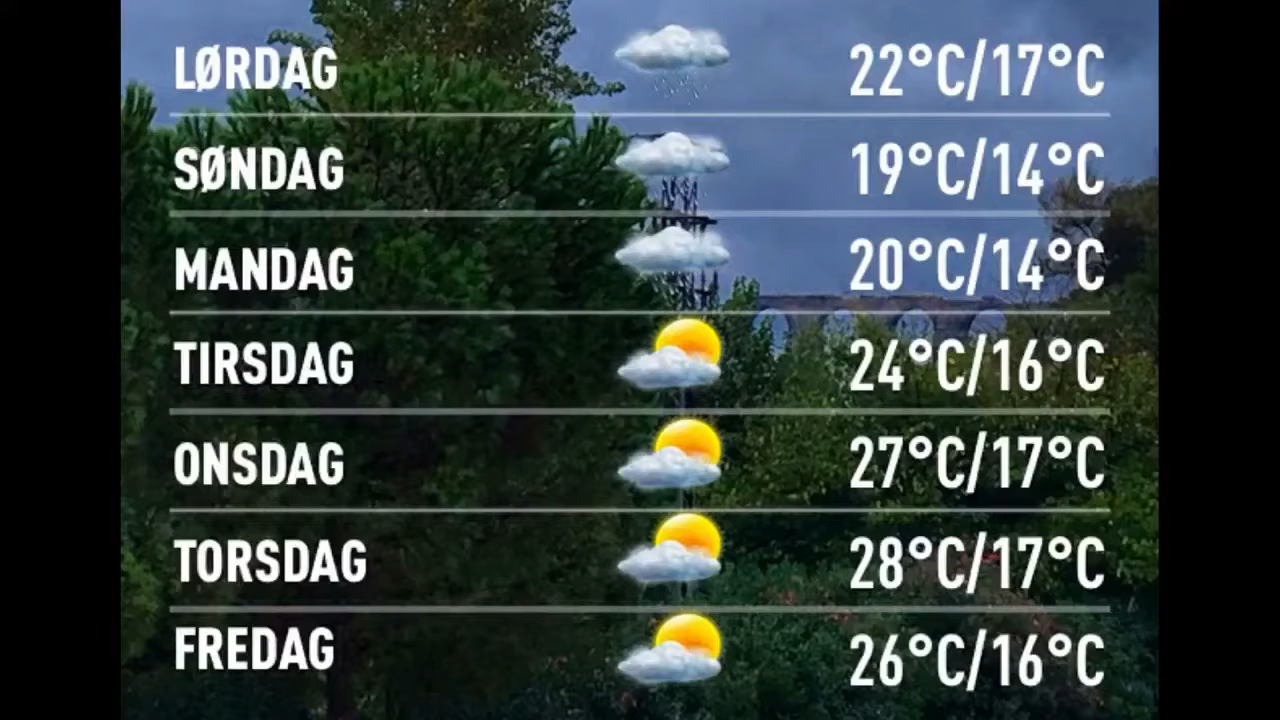 LØRDAG 22°C/17°C
SØNDAG 19°C/14°C
MANDAG 20°C/14°C
TIRSDAG 24°C/16°C
ONSDAG 27°C/17°C
TORSDAG 28°C/17°C
FREDAG 26°C/16°C